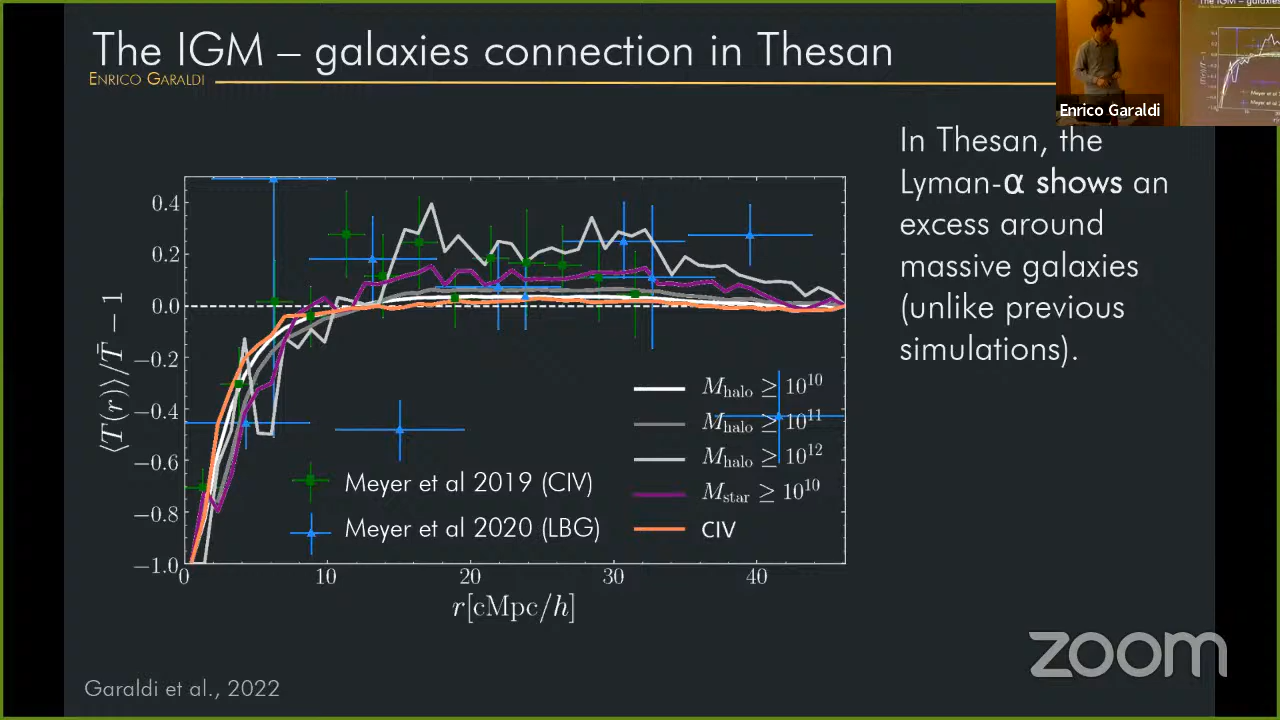 The IGM – galaxies connection in Thesan
ENRICO GARALDI
Enrico Garaldi
In Thesan, the
Lyman-α shows an
excess around
massive galaxies
(unlike previous
simulations).
⟨T(r)⟩/T̄ − 1
0.4
0.2
0.0
−0.2
−0.4
−0.6
−0.8
−1.0
M_halo ≥ 10^10
M_halo ≥ 10^11
M_halo ≥ 10^12
M_star ≥ 10^10
CIV
Meyer et al 2019 (CIV)
Meyer et al 2020 (LBG)
0 10 20 30 40
r[cMpc/h]
Garaldi et al., 2022
zoom